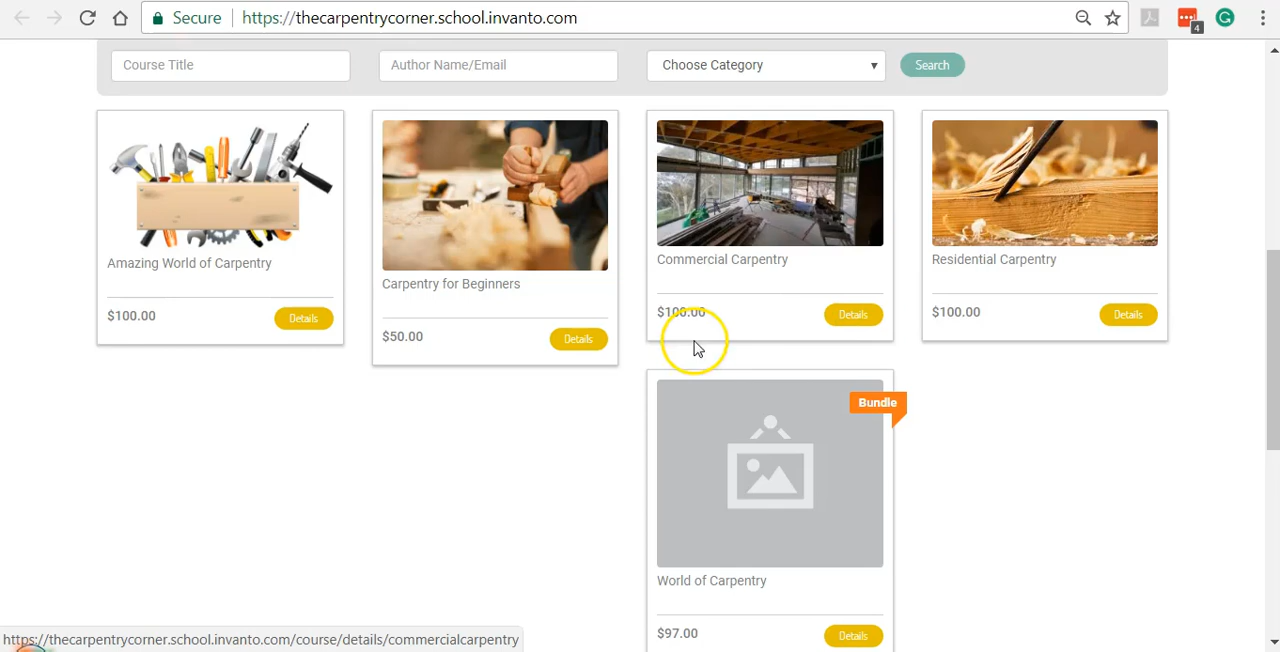 Secure
https://thecarpentrycorner.school.invanto.com
4
Course Title
Author Name/Email
Choose Category
Search
Amazing World of Carpentry
$100.00
Details
Carpentry for Beginners
$50.00
Details
Commercial Carpentry
$100.00
Details
Residential Carpentry
$100.00
Details
Bundle
World of Carpentry
$97.00
Details
https://thecarpentrycorner.school.invanto.com/course/details/commercialcarpentry